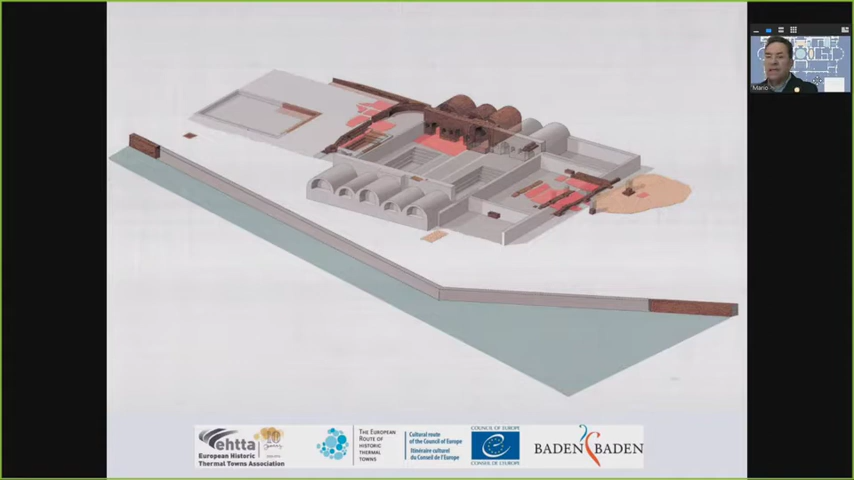 Mario
ehtta
European Historic
Thermal Towns Association
THE EUROPEAN
ROUTE OF
HISTORIC
THERMAL
TOWNS
Cultural route
of the Council of Europe
Itinéraire culturel
du Conseil de l'Europe
COUNCIL OF EUROPE
CONSEIL DE L'EUROPE
BADEN BADEN